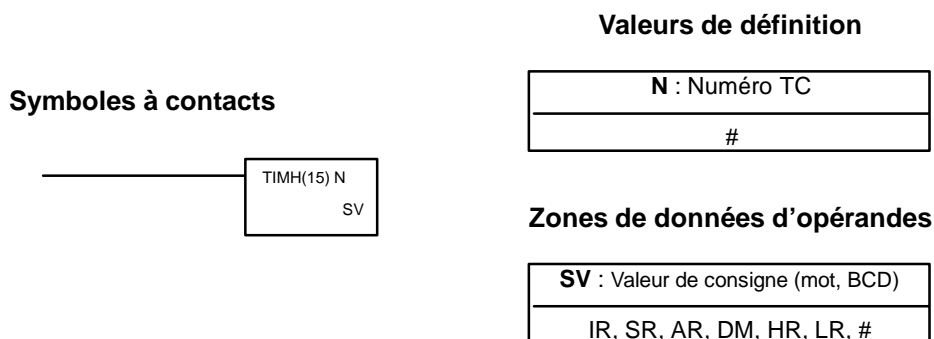 Symboles à contacts
TIMH(15) N
SV
Valeurs de définition
N : Numéro TC
#
Zones de données d’opérandes
SV : Valeur de consigne (mot, BCD)
IR, SR, AR, DM, HR, LR, #